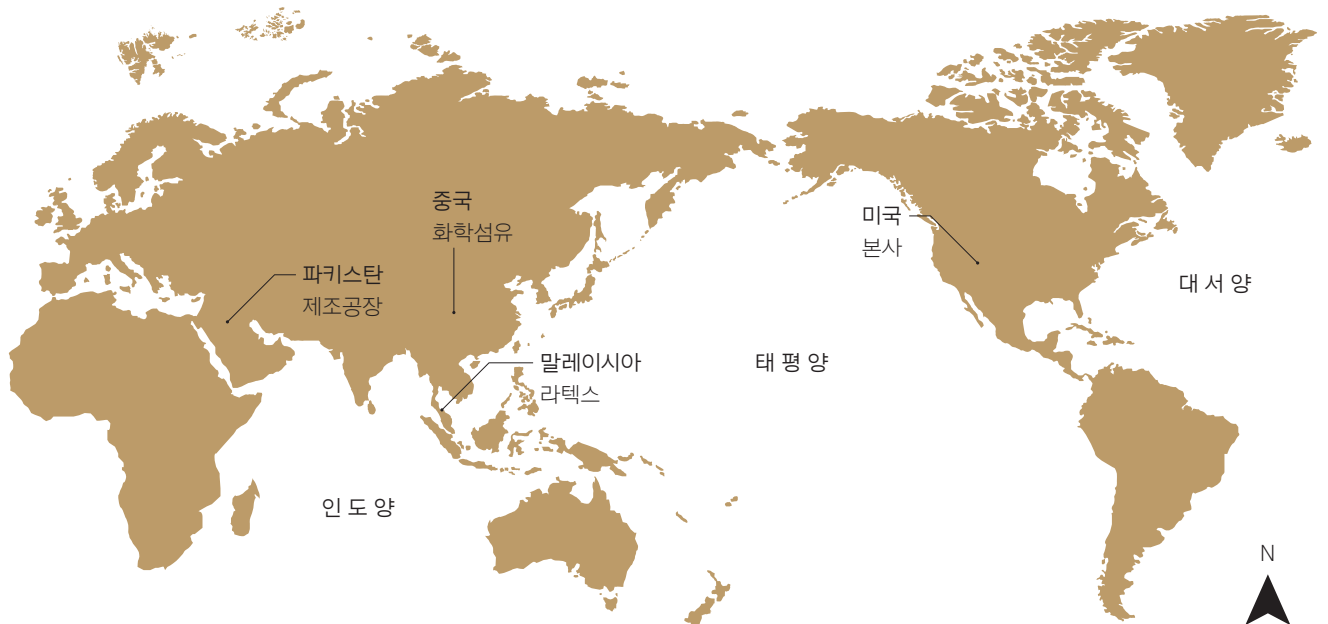 중국
화학섬유
파키스탄
제조공장
말레이시아
라텍스
미국
본사
대 서 양
태 평 양
인 도 양
N